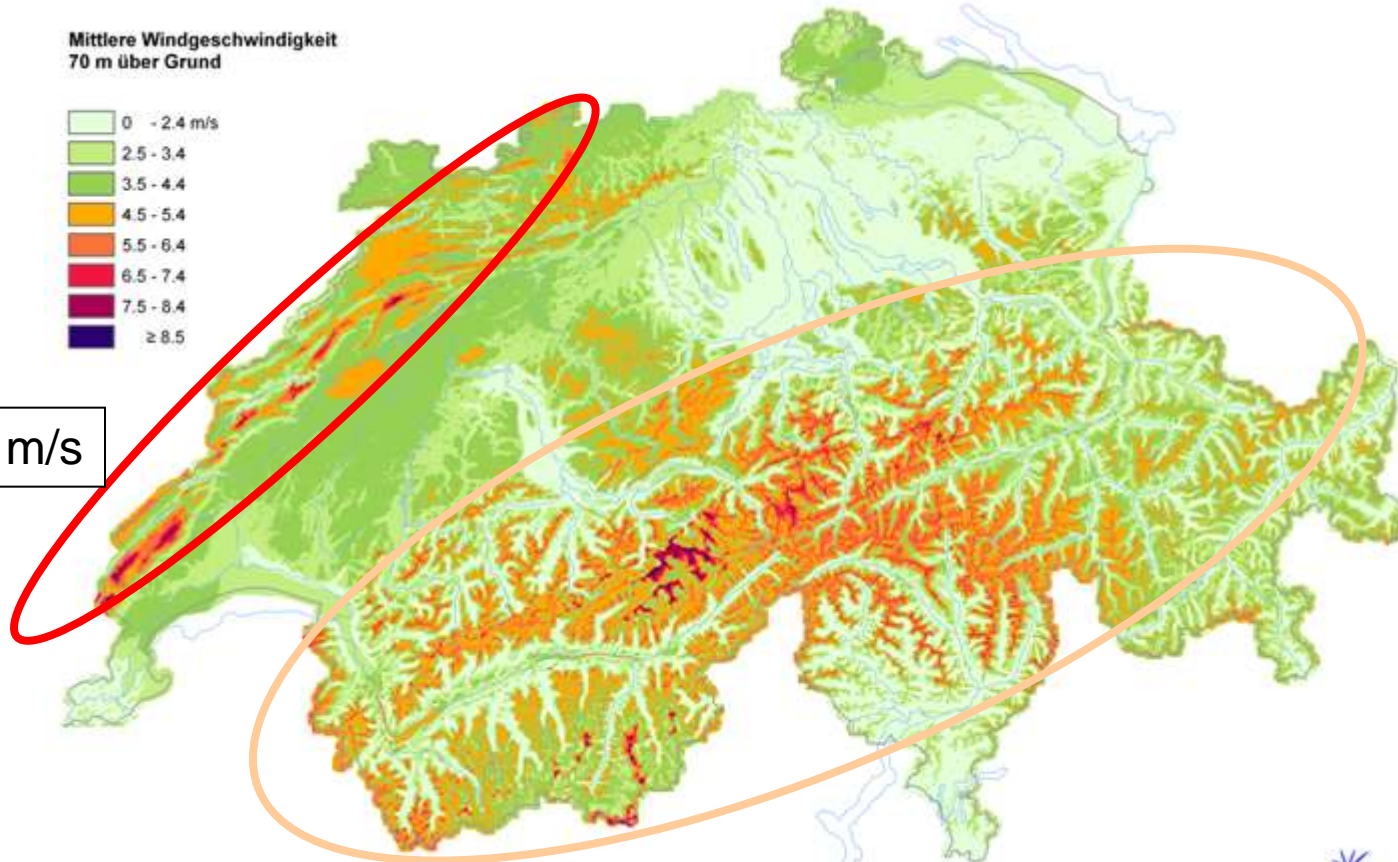 Mittlere Windgeschwindigkeit
70 m über Grund
0 - 2.4 m/s
2.5 - 3.4
3.5 - 4.4
4.5 - 5.4
5.5 - 6.4
6.5 - 7.4
7.5 - 8.4
≥ 8.5
m/s